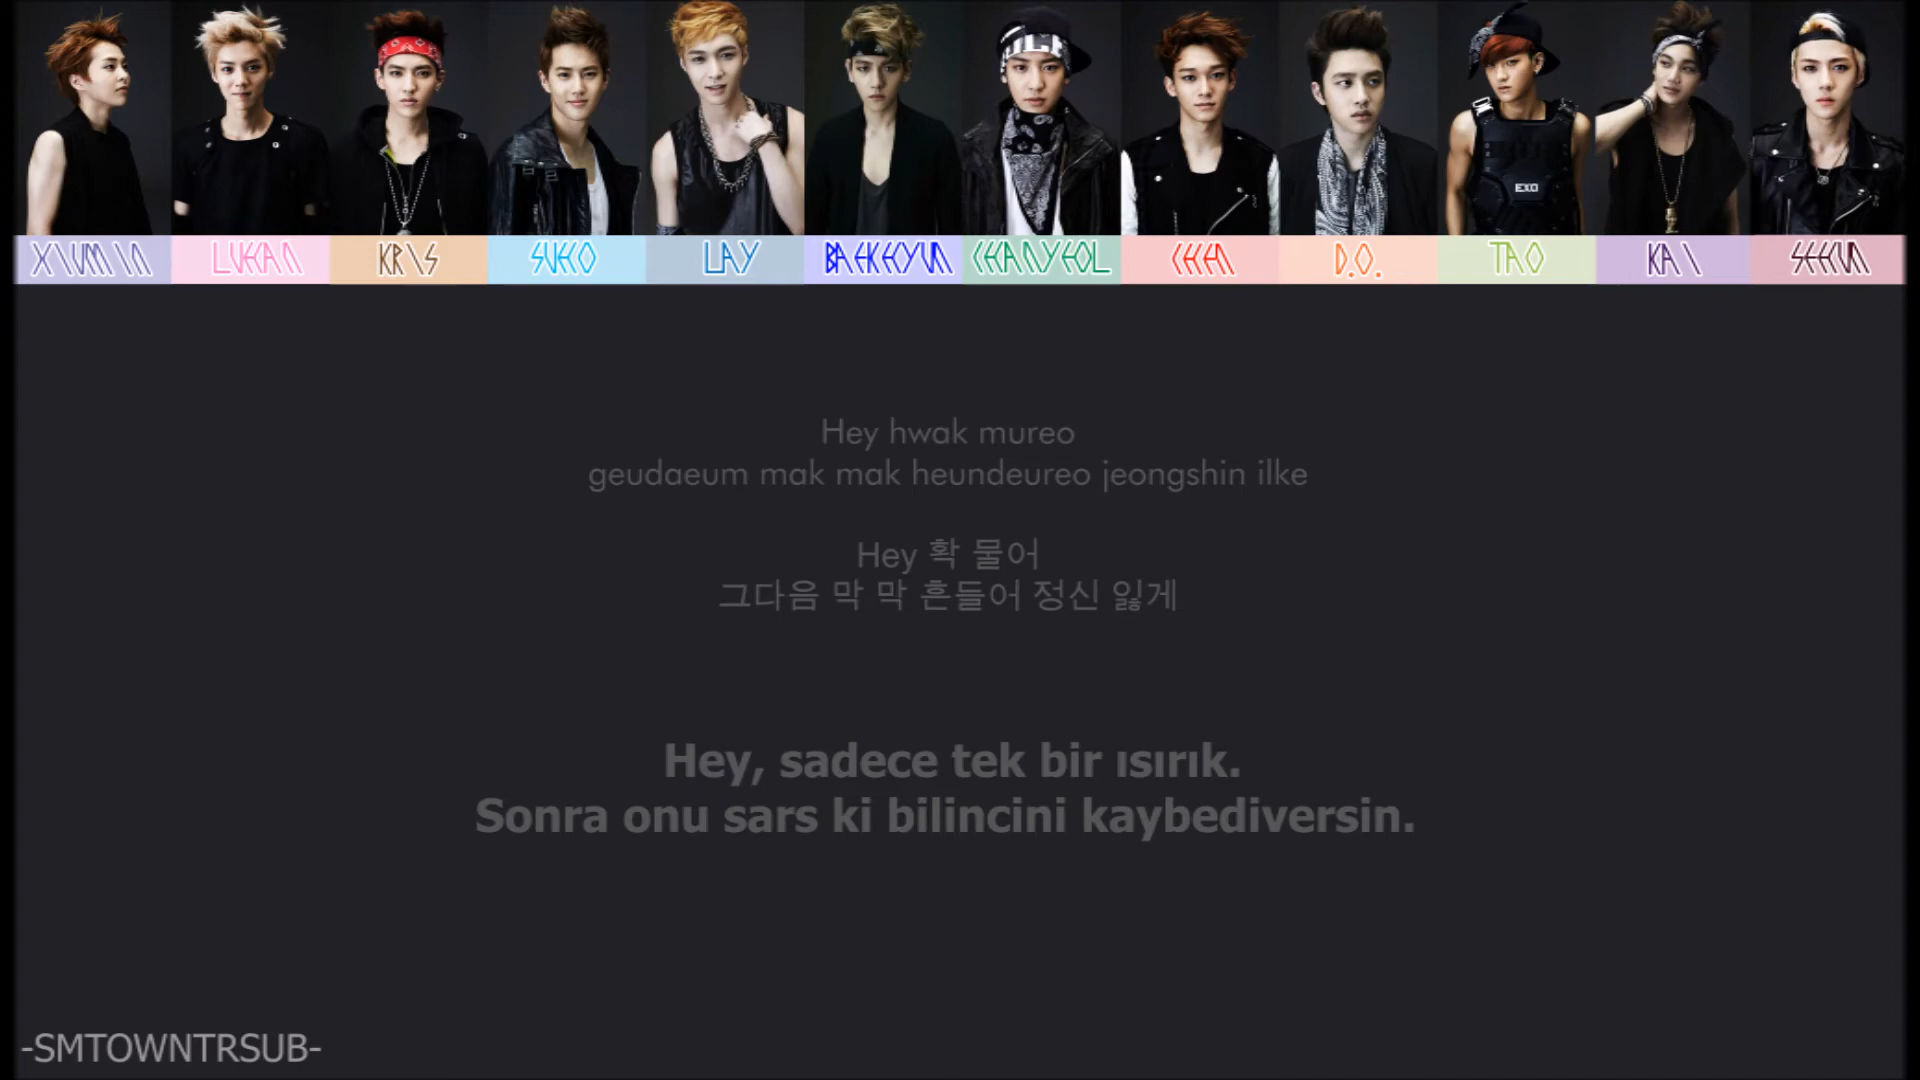 XIUMIN LUHAN KRIS SUHO LAY BAEKHYUN CHANYEOL CHEN D.O. TAO KAI SEHUN
EXO
Hey hwak mureo
geudaeum mak mak heundeureo jeongshin ilke
Hey 확 물어
그다음 막 막 흔들어 정신 잃게
Hey, sadece tek bir ısırık.
Sonra onu sars ki bilincini kaybediversin.
-SMTOWNTRSUB-